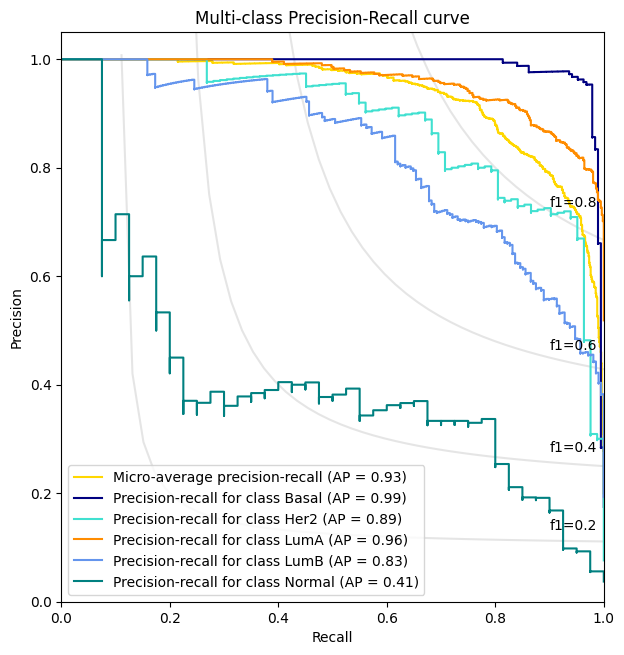 Multi-class Precision-Recall curve
1.0
0.8
0.6
0.4
0.2
0.0
Precision
f1=0.8
f1=0.6
f1=0.4
f1=0.2
Micro-average precision-recall (AP = 0.93)
Precision-recall for class Basal (AP = 0.99)
Precision-recall for class Her2 (AP = 0.89)
Precision-recall for class LumA (AP = 0.96)
Precision-recall for class LumB (AP = 0.83)
Precision-recall for class Normal (AP = 0.41)
0.0 0.2 0.4 0.6 0.8 1.0
Recall